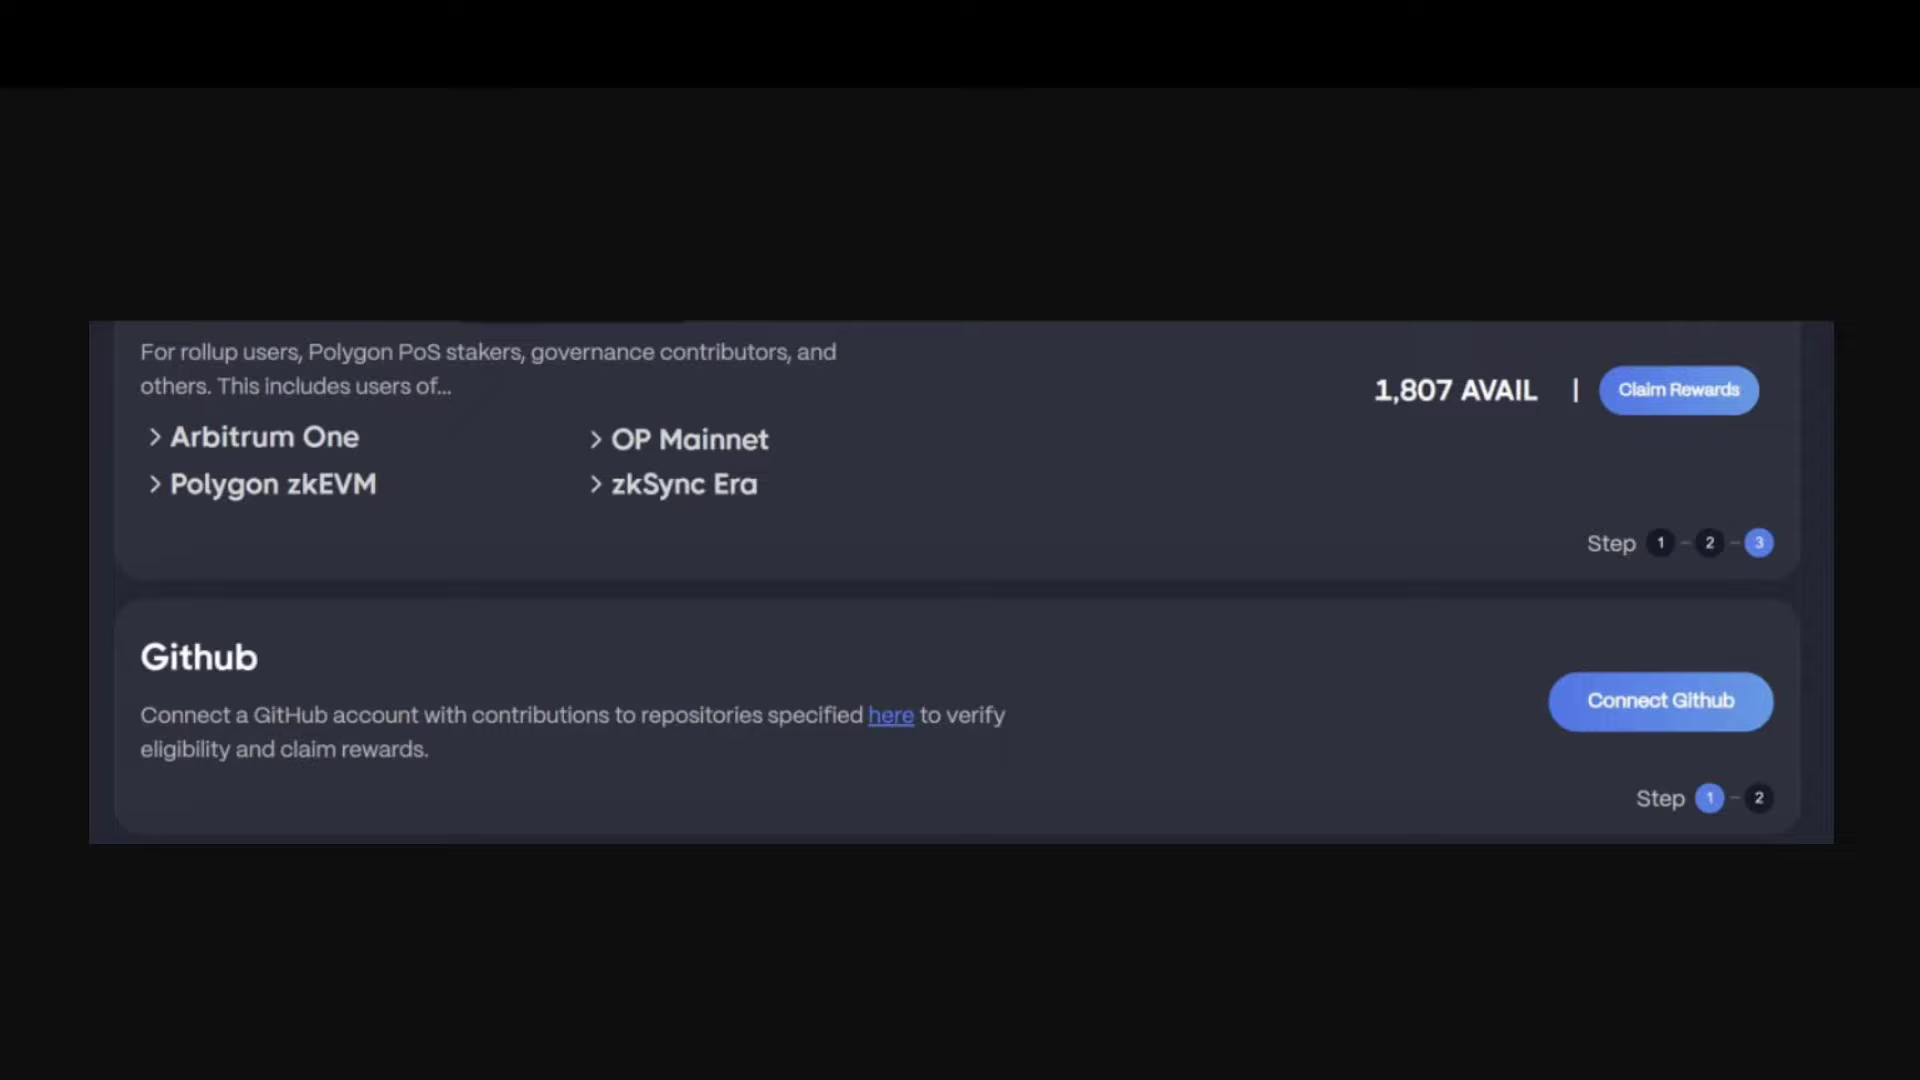 For rollup users, Polygon PoS stakers, governance contributors, and
others. This includes users of...
> Arbitrum One
> OP Mainnet
> Polygon zkEVM
> zkSync Era
1,807 AVAIL | Claim Rewards
Step 1 - 2 - 3
Github
Connect a GitHub account with contributions to repositories specified here to verify
eligibility and claim rewards.
Connect Github
Step 1 - 2